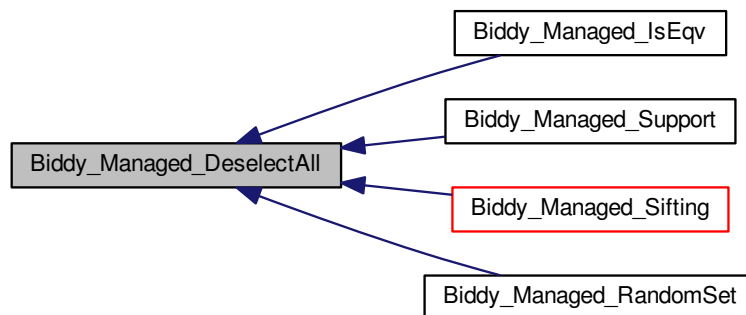 Biddy_Managed_IsEqv
Biddy_Managed_Support
Biddy_Managed_DeselectAll
Biddy_Managed_Sifting
Biddy_Managed_RandomSet